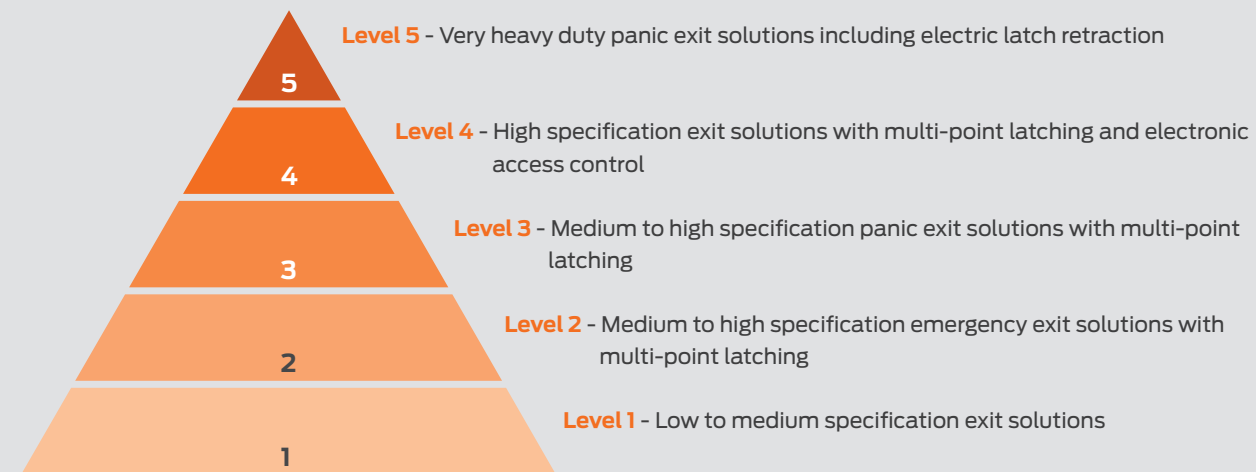 5
Level 5 - Very heavy duty panic exit solutions including electric latch retraction
4
Level 4 - High specification exit solutions with multi-point latching and electronic
access control
3
Level 3 - Medium to high specification panic exit solutions with multi-point
latching
2
Level 2 - Medium to high specification emergency exit solutions with
multi-point latching
1
Level 1 - Low to medium specification exit solutions